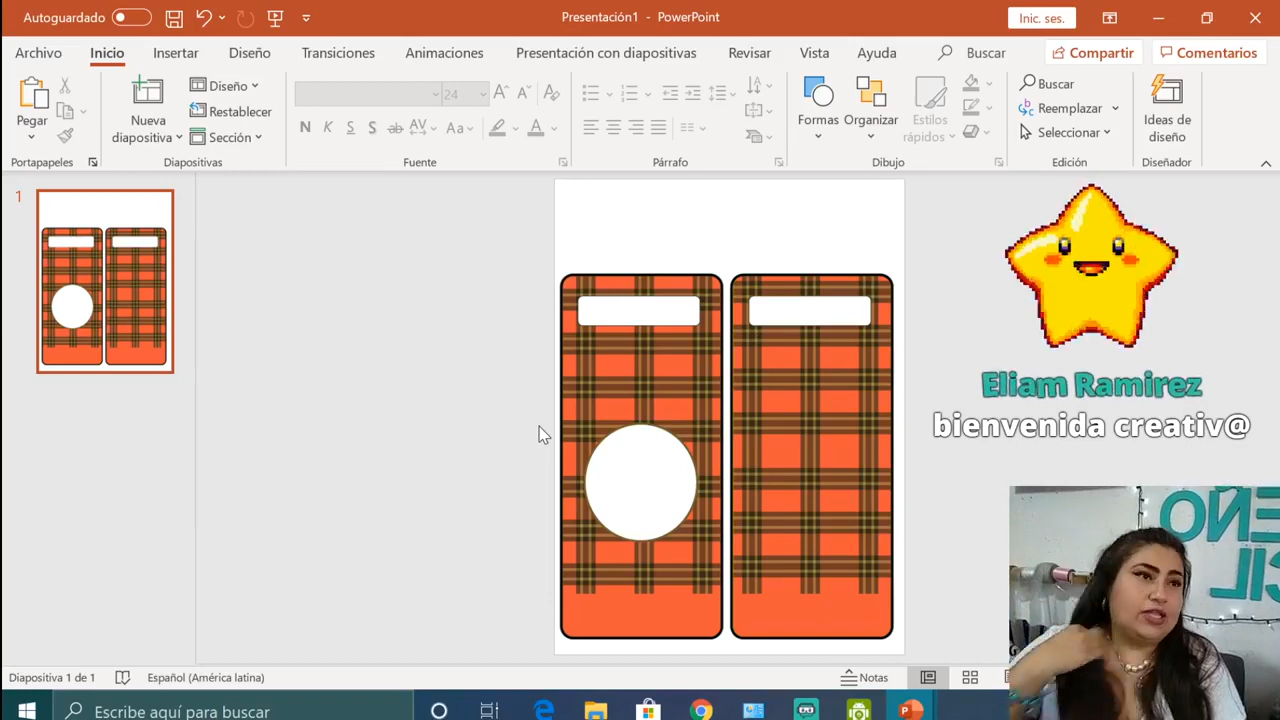 Autoguardado
Presentación1 - PowerPoint
Inic. ses.
Archivo Inicio Insertar Diseño Transiciones Animaciones Presentación con diapositivas Revisar Vista Ayuda Buscar Compartir Comentarios
Pegar
Nueva diapositiva
Diseño
Restablecer
Sección
24
N K S S ab AV Aa A
Formas
Organizar
Estilos rápidos
Buscar
Reemplazar
Seleccionar
Ideas de diseño
Portapapeles Diapositivas Fuente Párrafo Dibujo Edición Diseñador
1
Eliam Ramirez
bienvenida creativ@
Diapositiva 1 de 1 Español (América latina) Notas
Escribe aquí para buscar